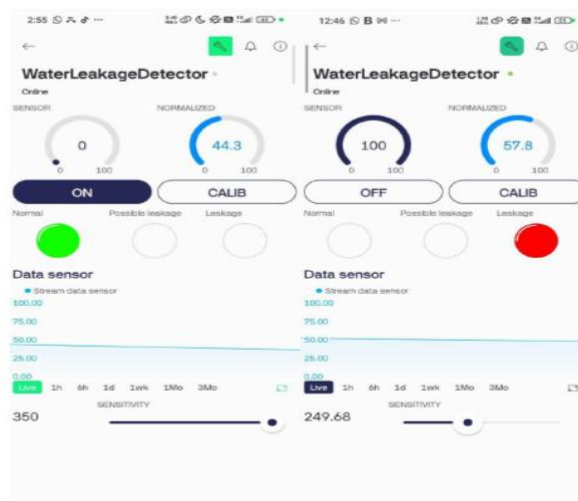 2:55
WaterLeakageDetector
Online
SENSOR NORMALIZED
0 44.3
0 100 0 100
ON CALIB
Normal Possible leakage Leakage
Data sensor
Stream data sensor
100.00
75.00
50.00
25.00
0.00
Live 1h 6h 1d 1wk 1Mo 3Mo
SENSITIVITY
350
12:46 B
WaterLeakageDetector
Online
SENSOR NORMALIZED
100 57.8
0 100 0 100
OFF CALIB
Normal Possible leakage Leakage
Data sensor
Stream data sensor
100.00
75.00
50.00
25.00
0.00
Live 1h 6h 1d 1wk 1Mo 3Mo
SENSITIVITY
249.68